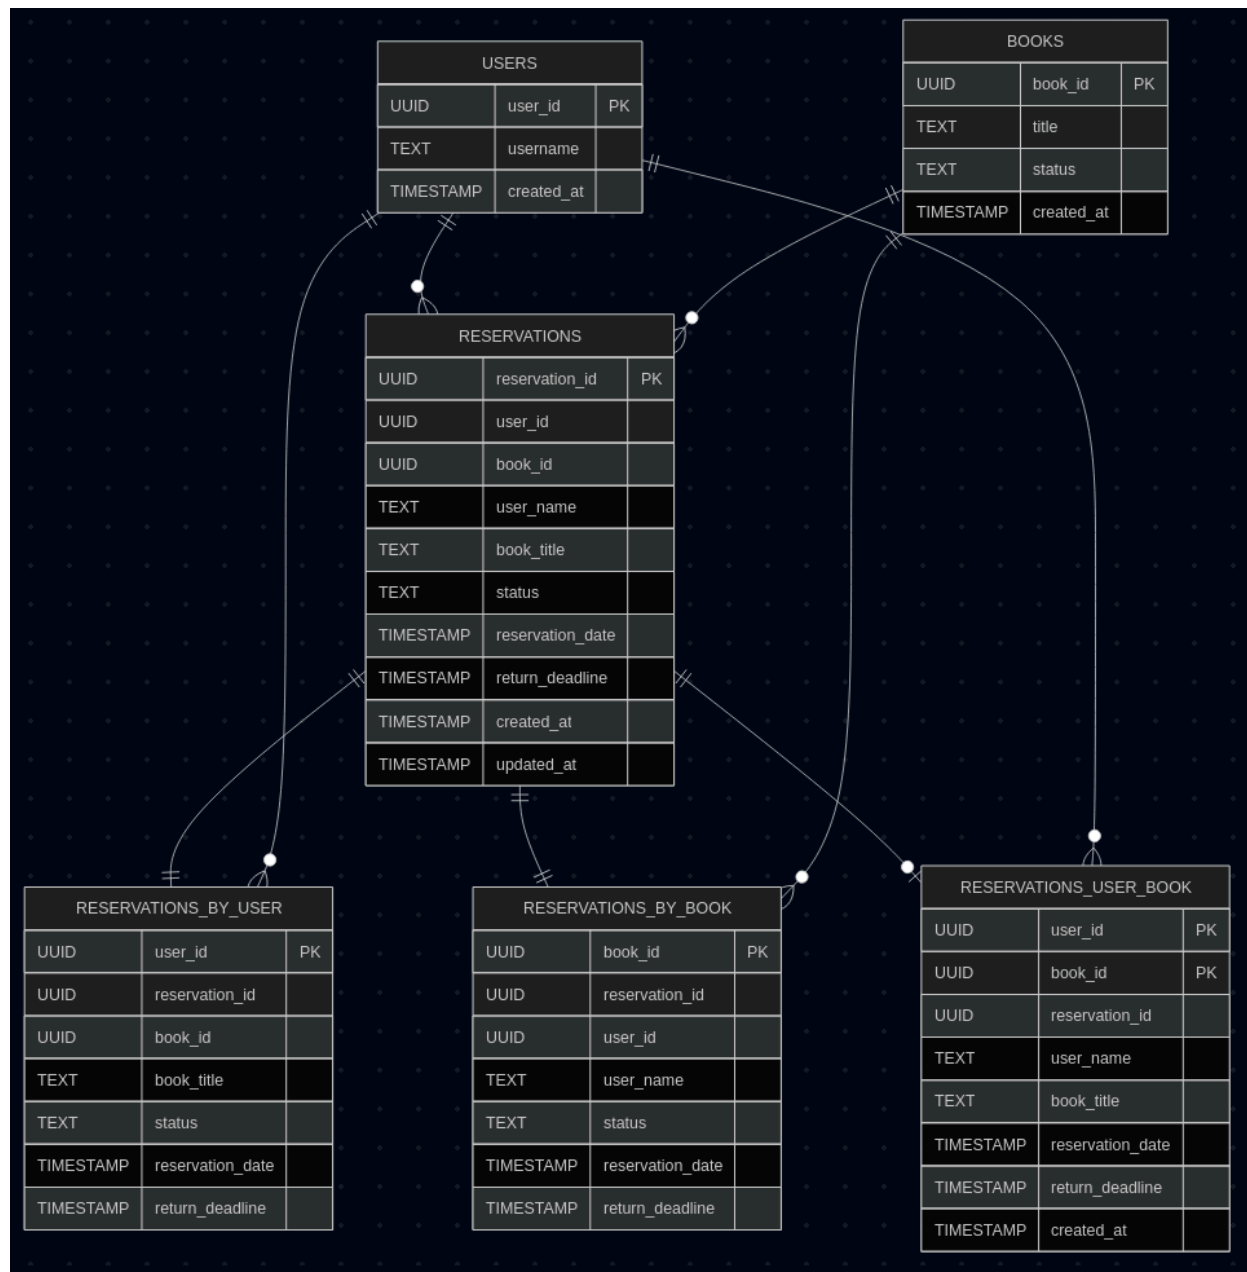 USERS
UUID user_id PK
TEXT username
TIMESTAMP created_at
BOOKS
UUID book_id PK
TEXT title
TEXT status
TIMESTAMP created_at
RESERVATIONS
UUID reservation_id PK
UUID user_id
UUID book_id
TEXT user_name
TEXT book_title
TEXT status
TIMESTAMP reservation_date
TIMESTAMP return_deadline
TIMESTAMP created_at
TIMESTAMP updated_at
RESERVATIONS_BY_USER
UUID user_id PK
UUID reservation_id
UUID book_id
TEXT book_title
TEXT status
TIMESTAMP reservation_date
TIMESTAMP return_deadline
RESERVATIONS_BY_BOOK
UUID book_id PK
UUID reservation_id
UUID user_id
TEXT user_name
TEXT status
TIMESTAMP reservation_date
TIMESTAMP return_deadline
RESERVATIONS_USER_BOOK
UUID user_id PK
UUID book_id PK
UUID reservation_id
TEXT user_name
TEXT book_title
TIMESTAMP reservation_date
TIMESTAMP return_deadline
TIMESTAMP created_at